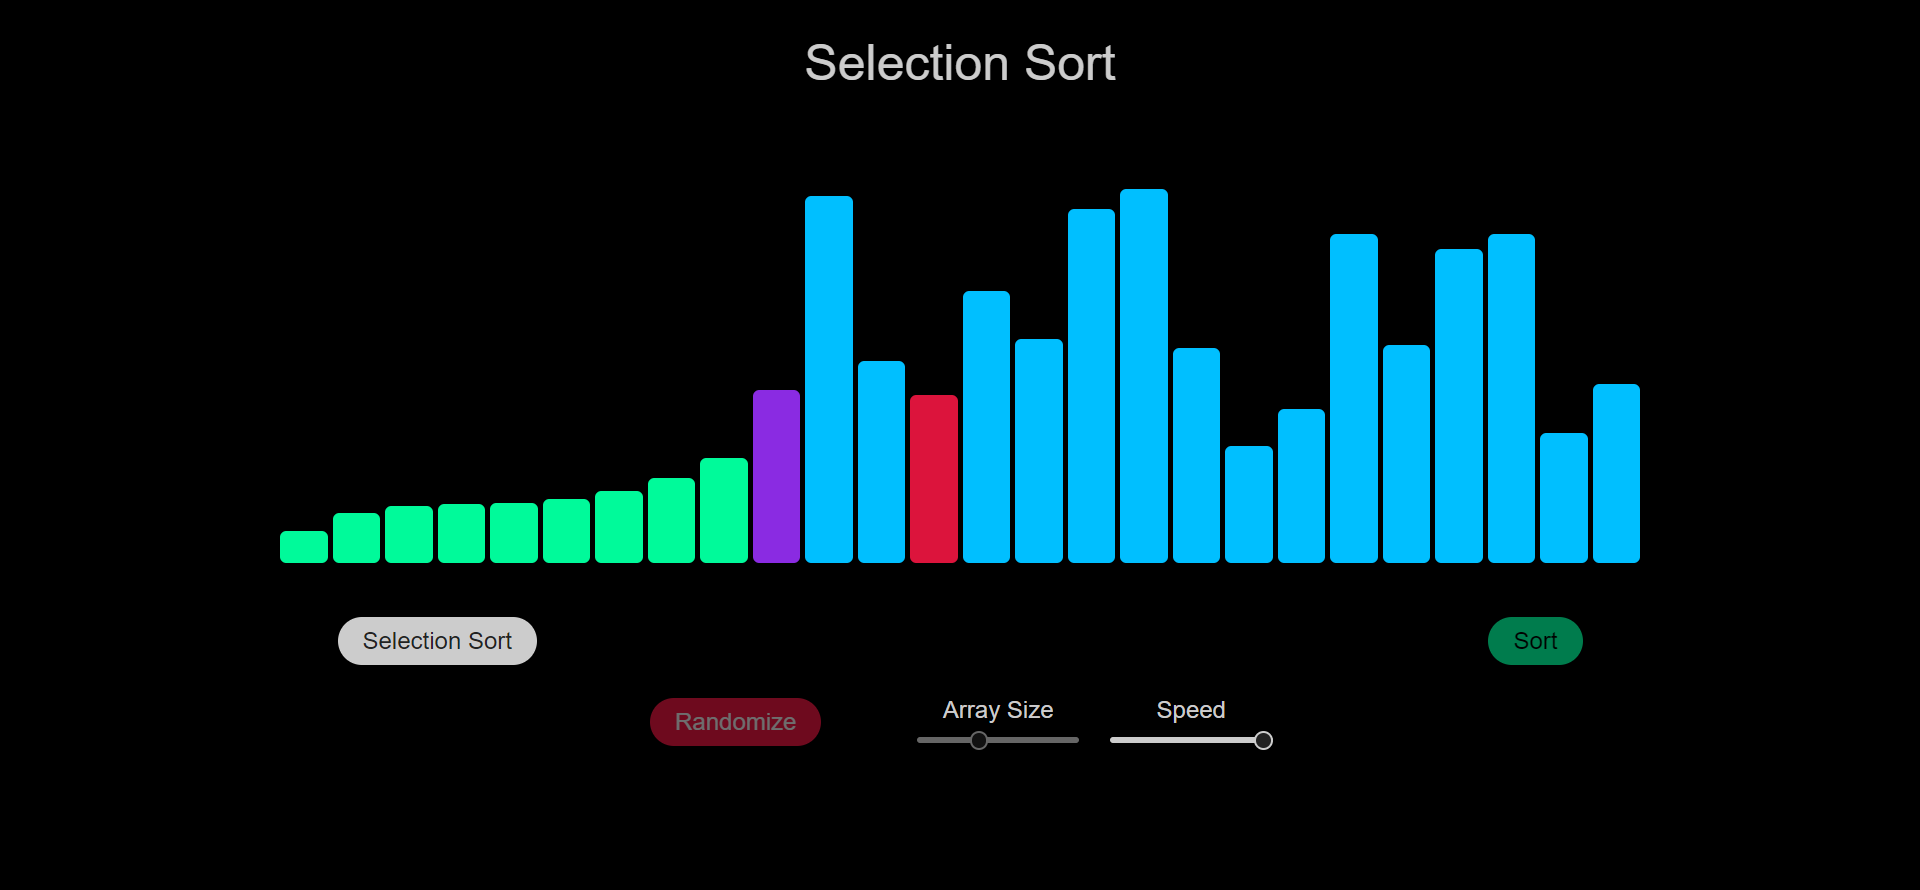 Selection Sort
Selection Sort
Sort
Randomize
Array Size
Speed